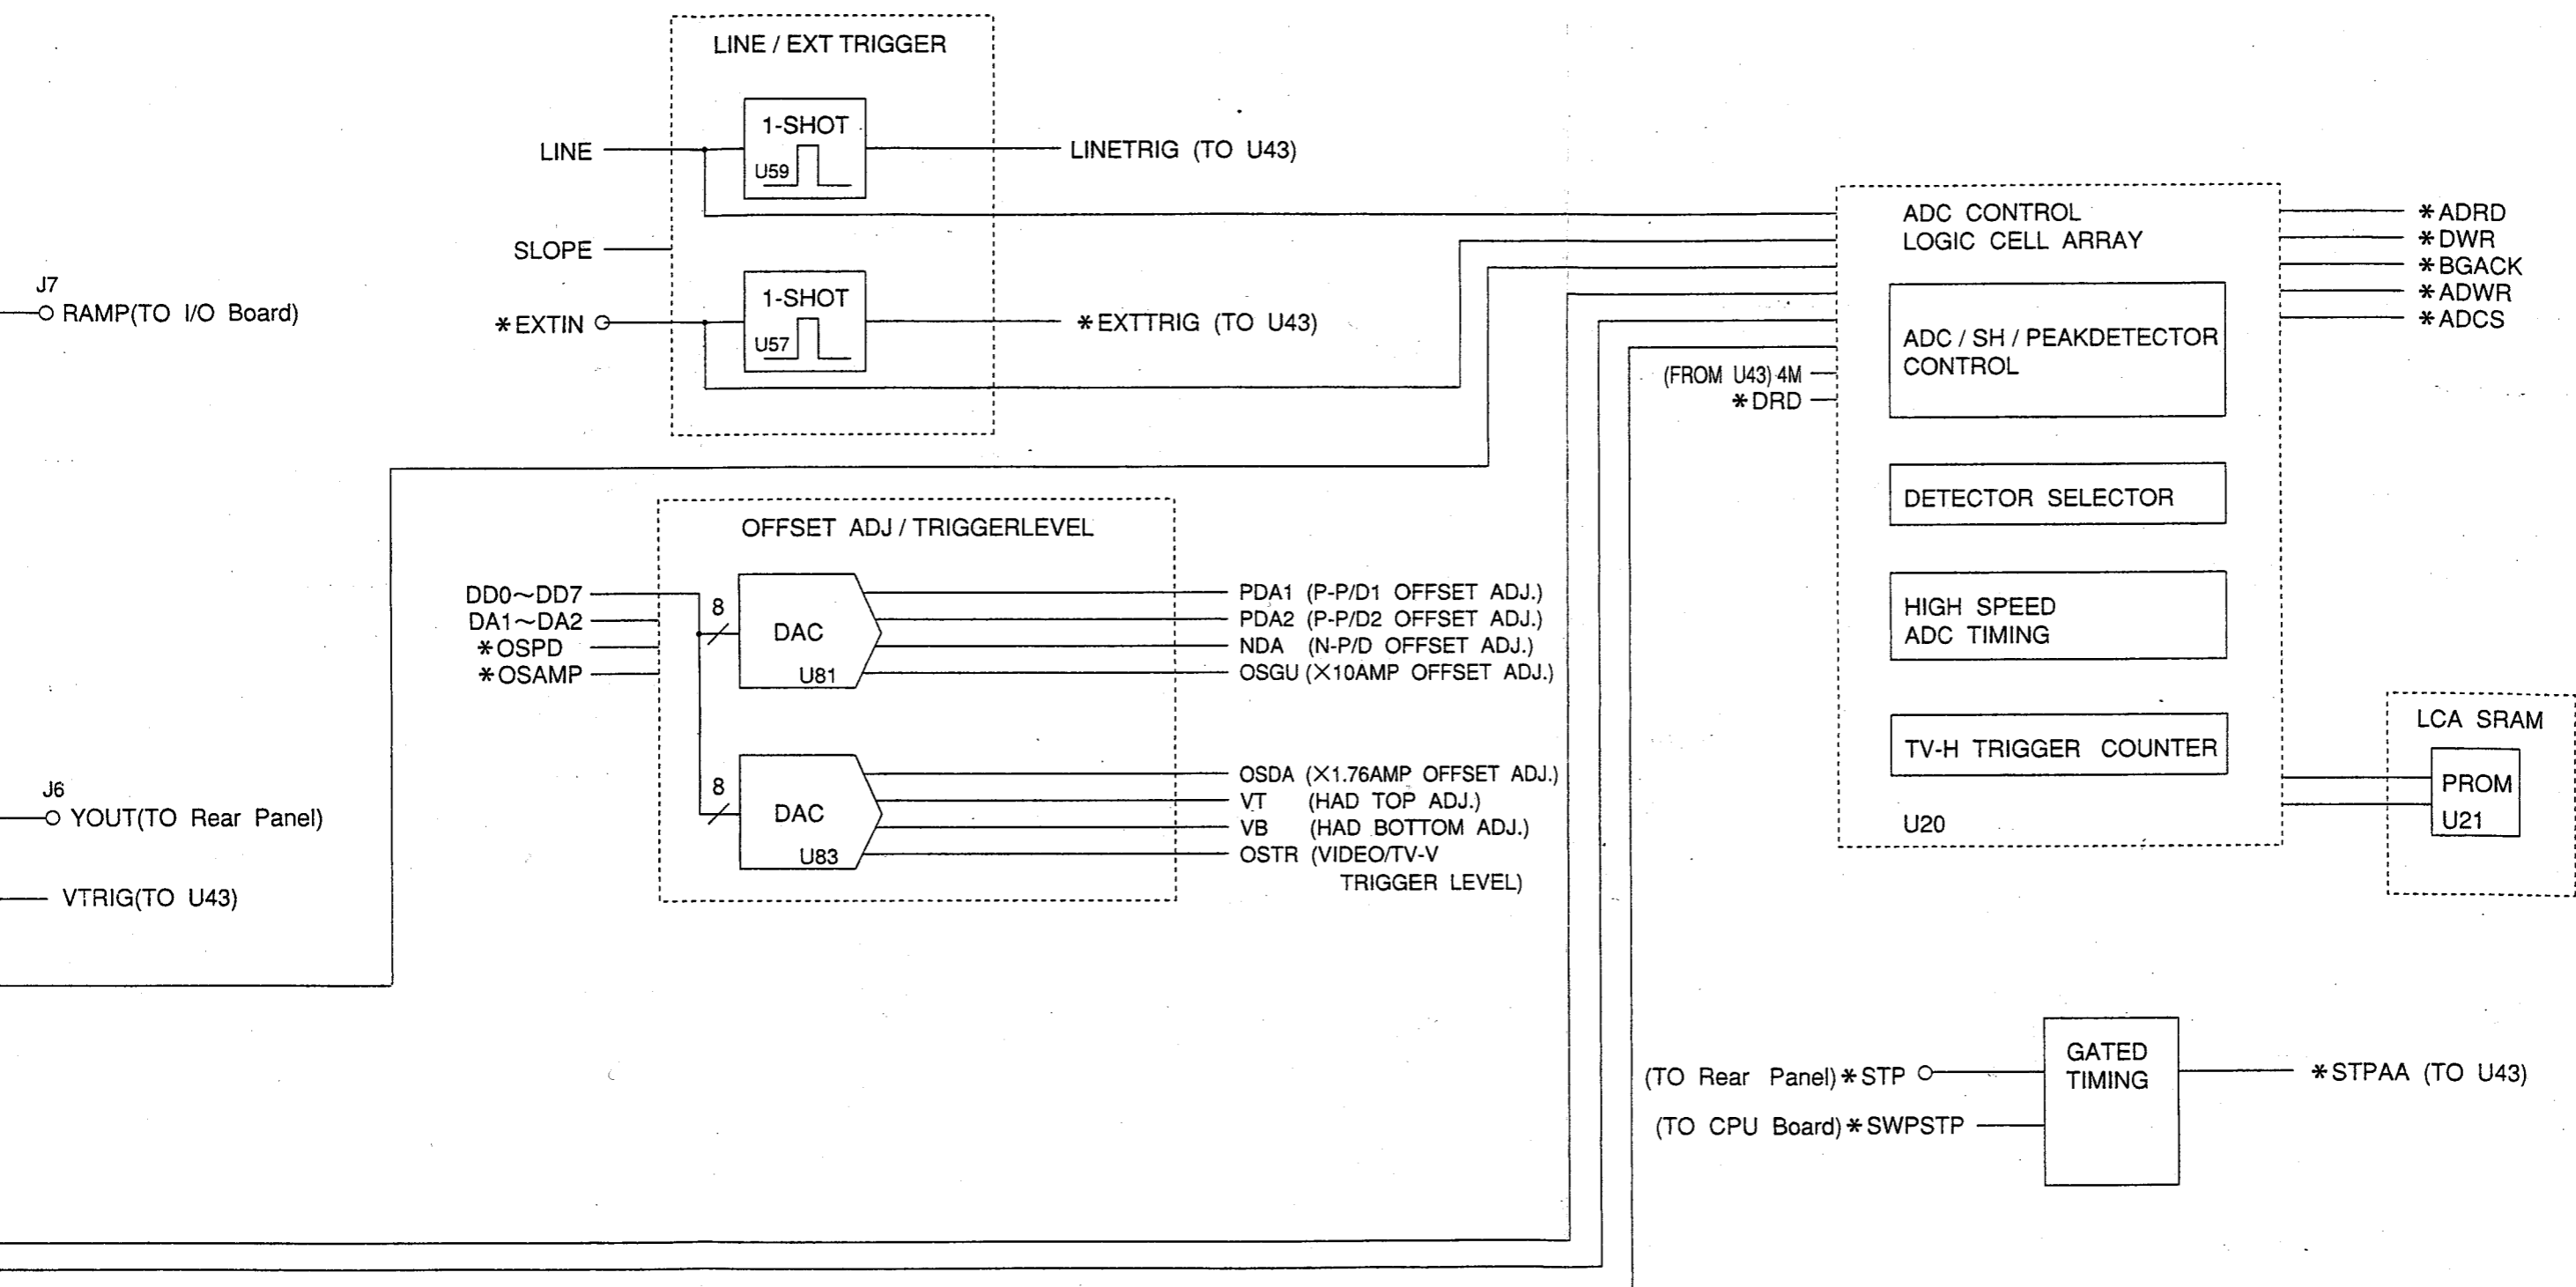 LINE / EXT TRIGGER
1-SHOT
U59
LINE
LINETRIG (TO U43)
SLOPE
1-SHOT
U57
*EXTIN
*EXTTRIG (TO U43)
J7
RAMP(TO I/O Board)
J6
YOUT(TO Rear Panel)
VTRIG(TO U43)
OFFSET ADJ / TRIGGERLEVEL
DD0~DD7
DA1~DA2
*OSPD
*OSAMP
8
DAC
U81
PDA1 (P-P/D1 OFFSET ADJ.)
PDA2 (P-P/D2 OFFSET ADJ.)
NDA (N-P/D OFFSET ADJ.)
OSGU (X10AMP OFFSET ADJ.)
8
DAC
U83
OSDA (X1.76AMP OFFSET ADJ.)
VT (HAD TOP ADJ.)
VB (HAD BOTTOM ADJ.)
OSTR (VIDEO/TV-V
TRIGGER LEVEL)
ADC CONTROL
LOGIC CELL ARRAY
ADC / SH / PEAKDETECTOR
CONTROL
(FROM U43) 4M
*DRD
DETECTOR SELECTOR
HIGH SPEED
ADC TIMING
TV-H TRIGGER COUNTER
U20
*ADRD
*DWR
*BGACK
*ADWR
*ADCS
LCA SRAM
PROM
U21
GATED
TIMING
(TO Rear Panel)*STP
(TO CPU Board)*SWPSTP
*STPAA (TO U43)